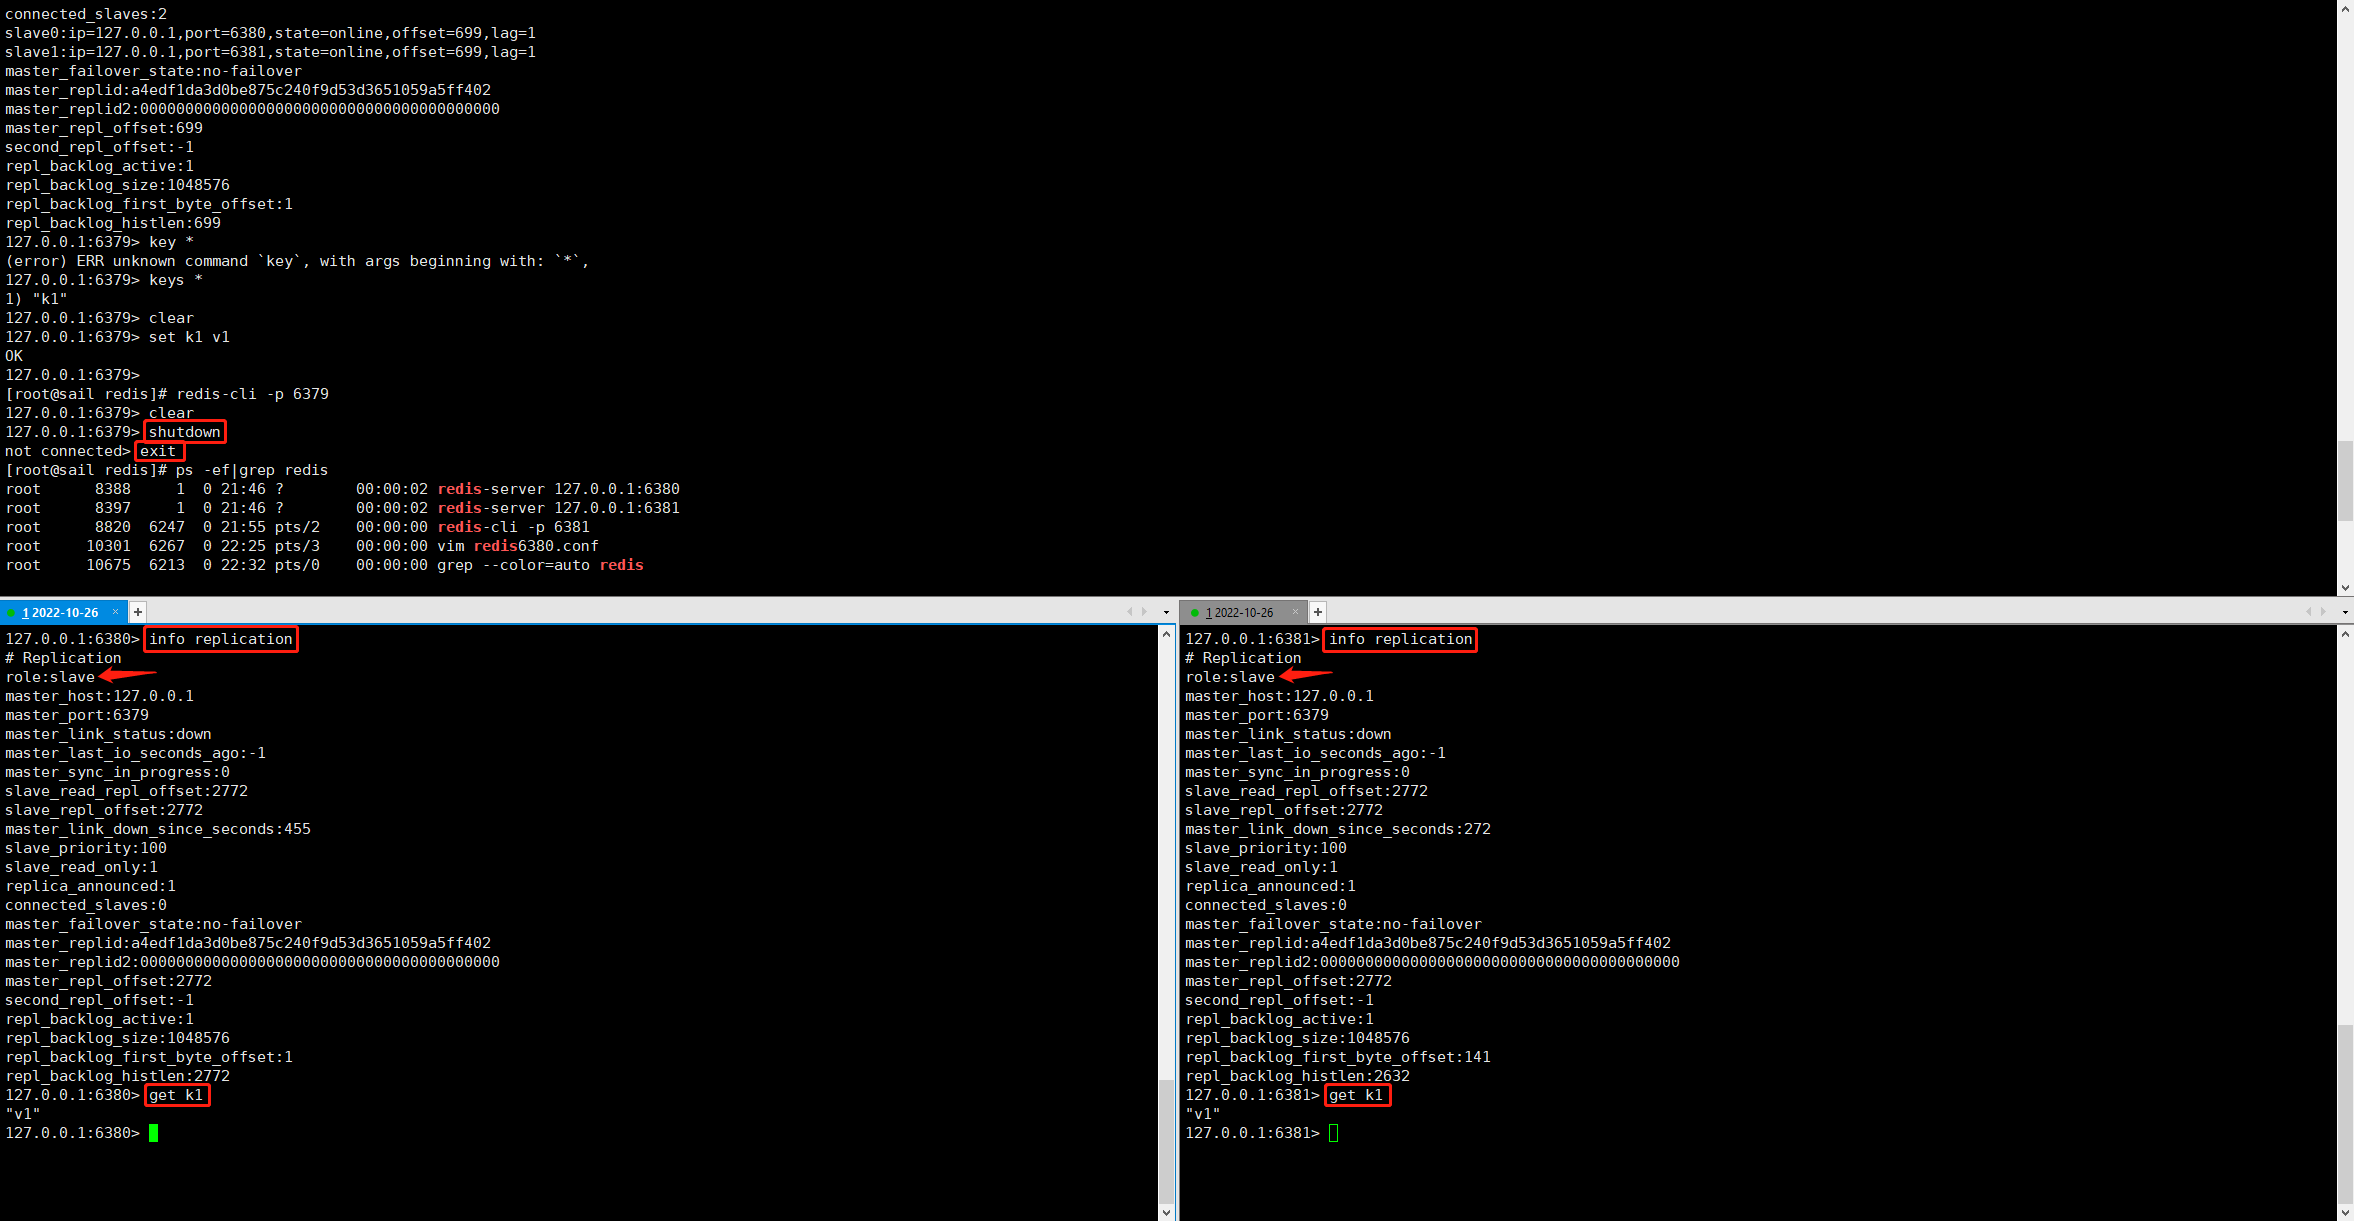 connected_slaves:2
slave0:ip=127.0.0.1,port=6380,state=online,offset=699,lag=1
slave1:ip=127.0.0.1,port=6381,state=online,offset=699,lag=1
master_failover_state:no-failover
master_replid:a4edf1da3d0be875c240f9d53d3651059a5ff402
master_replid2:0000000000000000000000000000000000000000
master_repl_offset:699
second_repl_offset:-1
repl_backlog_active:1
repl_backlog_size:1048576
repl_backlog_first_byte_offset:1
repl_backlog_histlen:699
127.0.0.1:6379> key *
(error) ERR unknown command `key`, with args beginning with: `*`,
127.0.0.1:6379> keys *
1) "k1"
127.0.0.1:6379> clear
127.0.0.1:6379> set k1 v1
OK
127.0.0.1:6379>
[root@sail redis]# redis-cli -p 6379
127.0.0.1:6379> clear
127.0.0.1:6379> shutdown
not connected> exit
[root@sail redis]# ps -ef|grep redis
root      8388     1  0 21:46 ?        00:00:02 redis-server 127.0.0.1:6380
root      8397     1  0 21:46 ?        00:00:02 redis-server 127.0.0.1:6381
root      8820  6247  0 21:55 pts/2    00:00:00 redis-cli -p 6381
root     10301  6267  0 22:25 pts/3    00:00:00 vim redis6380.conf
root     10675  6213  0 22:32 pts/0    00:00:00 grep --color=auto redis
1 2022-10-26 × +
127.0.0.1:6380> info replication
# Replication
role:slave
master_host:127.0.0.1
master_port:6379
master_link_status:down
master_last_io_seconds_ago:-1
master_sync_in_progress:0
slave_read_repl_offset:2772
slave_repl_offset:2772
master_link_down_since_seconds:455
slave_priority:100
slave_read_only:1
replica_announced:1
connected_slaves:0
master_failover_state:no-failover
master_replid:a4edf1da3d0be875c240f9d53d3651059a5ff402
master_replid2:0000000000000000000000000000000000000000
master_repl_offset:2772
second_repl_offset:-1
repl_backlog_active:1
repl_backlog_size:1048576
repl_backlog_first_byte_offset:1
repl_backlog_histlen:2772
127.0.0.1:6380> get k1
"v1"
127.0.0.1:6380>
1 2022-10-26 × +
127.0.0.1:6381> info replication
# Replication
role:slave
master_host:127.0.0.1
master_port:6379
master_link_status:down
master_last_io_seconds_ago:-1
master_sync_in_progress:0
slave_read_repl_offset:2772
slave_repl_offset:2772
master_link_down_since_seconds:272
slave_priority:100
slave_read_only:1
replica_announced:1
connected_slaves:0
master_failover_state:no-failover
master_replid:a4edf1da3d0be875c240f9d53d3651059a5ff402
master_replid2:0000000000000000000000000000000000000000
master_repl_offset:2772
second_repl_offset:-1
repl_backlog_active:1
repl_backlog_size:1048576
repl_backlog_first_byte_offset:141
repl_backlog_histlen:2632
127.0.0.1:6381> get k1
"v1"
127.0.0.1:6381>